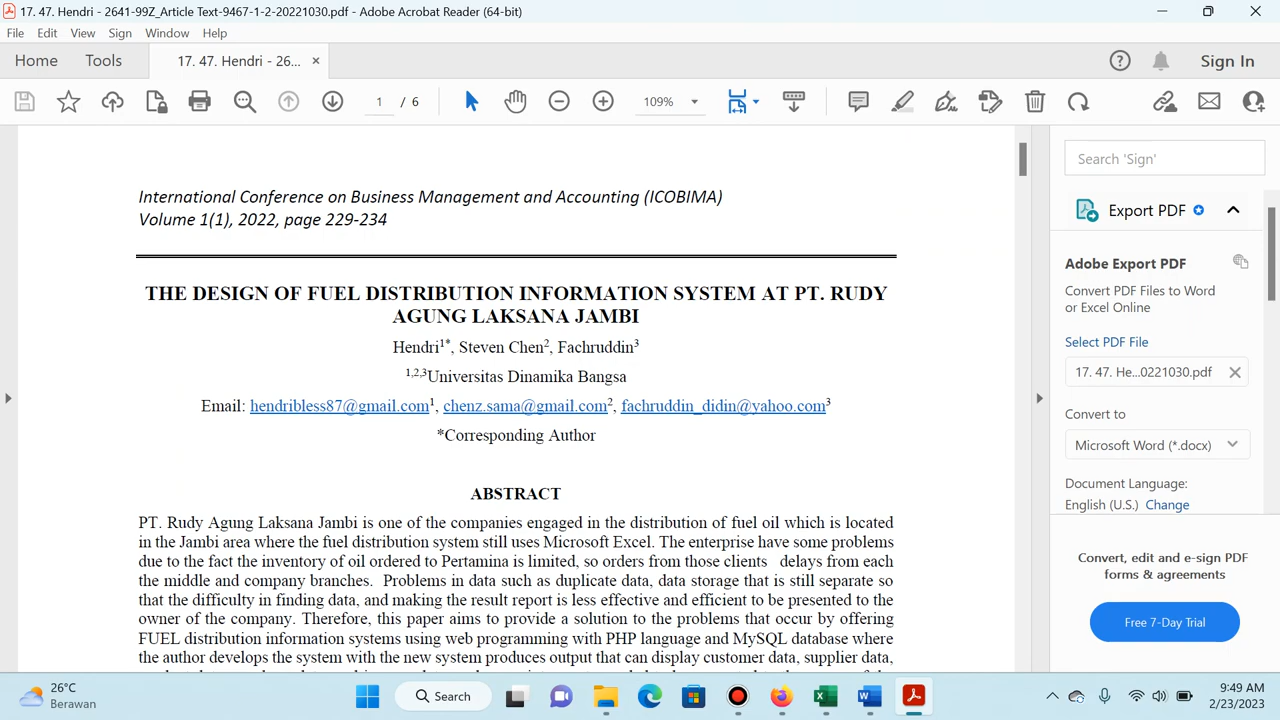 17. 47. Hendri - 2641-99Z_Article Text-9467-1-2-20221030.pdf - Adobe Acrobat Reader (64-bit)
File Edit View Sign Window Help
Home Tools 17. 47. Hendri - 26... × Sign In
1 / 6 109%
International Conference on Business Management and Accounting (ICOBIMA)
Volume 1(1), 2022, page 229-234
THE DESIGN OF FUEL DISTRIBUTION INFORMATION SYSTEM AT PT. RUDY
AGUNG LAKSANA JAMBI
Hendri1*, Steven Chen2, Fachruddin3
1,2,3Universitas Dinamika Bangsa
Email: hendribless87@gmail.com1, chenz.sama@gmail.com2, fachruddin_didin@yahoo.com3
*Corresponding Author
ABSTRACT
PT. Rudy Agung Laksana Jambi is one of the companies engaged in the distribution of fuel oil which is located
in the Jambi area where the fuel distribution system still uses Microsoft Excel. The enterprise have some problems
due to the fact the inventory of oil ordered to Pertamina is limited, so orders from those clients delays from each
the middle and company branches. Problems in data such as duplicate data, data storage that is still separate so
that the difficulty in finding data, and making the result report is less effective and efficient to be presented to the
owner of the company. Therefore, this paper aims to provide a solution to the problems that occur by offering
FUEL distribution information systems using web programming with PHP language and MySQL database where
the author develops the system with the new system produces output that can display customer data, supplier data,
Search 'Sign'
Export PDF
Adobe Export PDF
Convert PDF Files to Word
or Excel Online
Select PDF File
17. 47. He...0221030.pdf
Convert to
Microsoft Word (*.docx)
Document Language:
English (U.S.) Change
Convert, edit and e-sign PDF
forms & agreements
Free 7-Day Trial
26°C
Berawan
Search
9:49 AM
2/23/2023